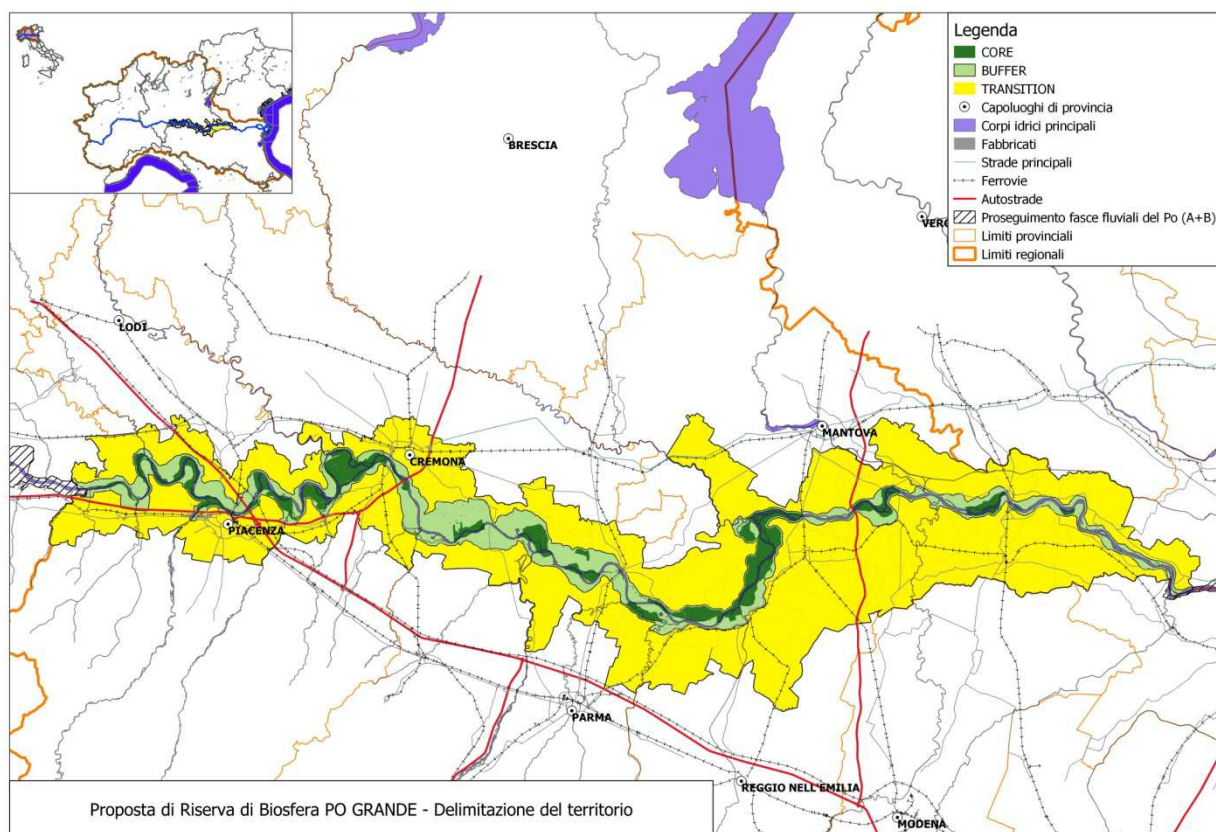 Legenda
CORE
BUFFER
TRANSITION
Capoluoghi di provincia
Corpi idrici principali
Fabbricati
Strade principali
Ferrovie
Autostrade
Proseguimento fasce fluviali del Po (A+B)
Limiti provinciali
Limiti regionali
BRESCIA
VERO
LODI
MANTOVA
CREMONA
PIACENZA
PARMA
REGGIO NELL'EMILIA
MODENA
Proposta di Riserva di Biosfera PO GRANDE - Delimitazione del territorio